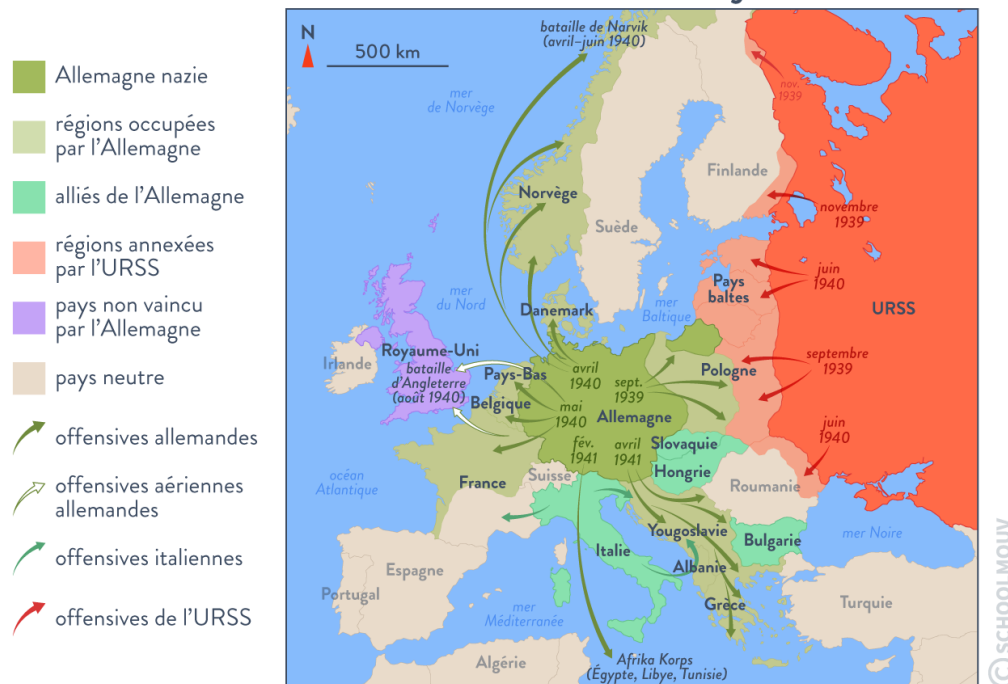 Allemagne nazie
régions occupées
par l'Allemagne
alliés de l'Allemagne
régions annexées
par l'URSS
pays non vaincu
par l'Allemagne
pays neutre
offensives allemandes
offensives aériennes
allemandes
offensives italiennes
offensives de l'URSS
N
500 km
bataille de Narvik
(avril–juin 1940)
mer
de Norvège
nov.
1939
Finlande
novembre
1939
Norvège
Suède
juin
1940
Pays
baltes
mer
du Nord
mer
Baltique
URSS
Danemark
Irlande
Royaume-Uni
bataille
d'Angleterre
(août 1940)
Pays-Bas
Belgique
avril
1940
sept.
1939
Pologne
septembre
1939
mai
1940
Allemagne
fév.
1941
avril
1941
Slovaquie
Hongrie
juin
1940
océan
Atlantique
France
Suisse
Roumanie
Italie
Yougoslavie
Bulgarie
mer Noire
Albanie
Espagne
Portugal
Grèce
Turquie
mer
Méditerranée
Algérie
Afrika Korps
(Égypte, Libye, Tunisie)
© SCHOOLMOUV